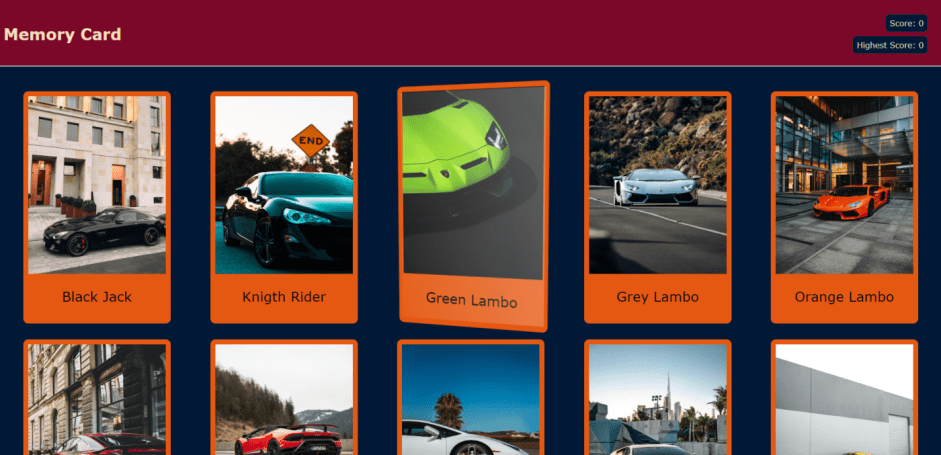 Memory Card
Score: 0
Highest Score: 0
END
Black Jack
Knigth Rider
Green Lambo
Grey Lambo
Orange Lambo